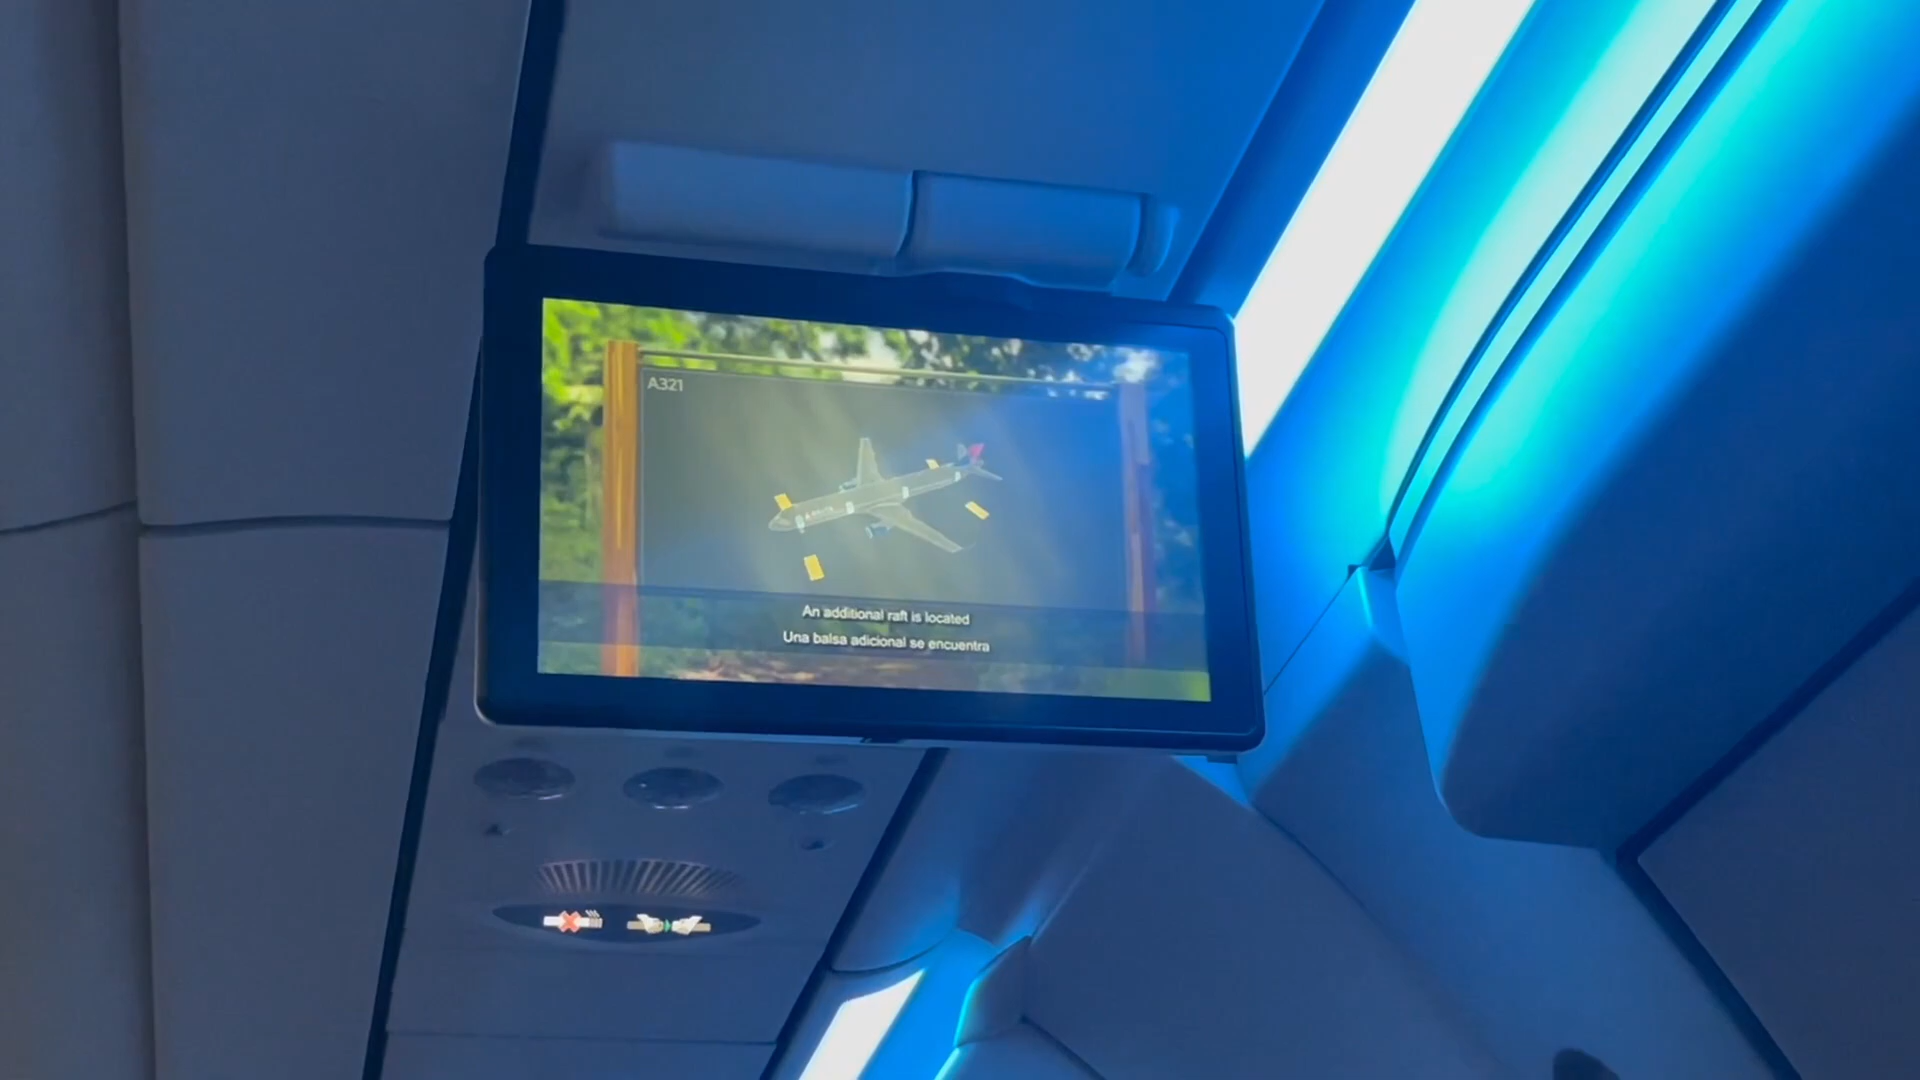 A321
An additional raft is located
Una balsa adicional se encuentra